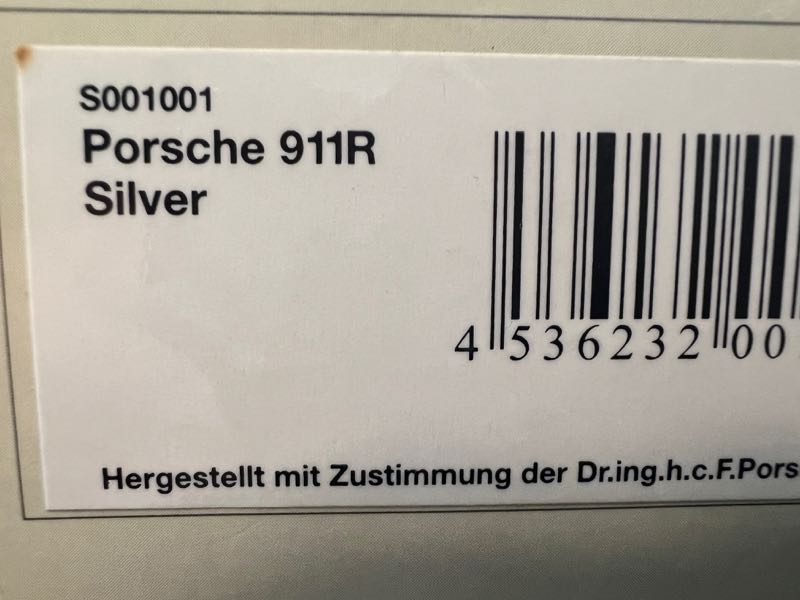 S001001
Porsche 911R
Silver
4 536232 00
Hergestellt mit Zustimmung der Dr.ing.h.c.F.Pors